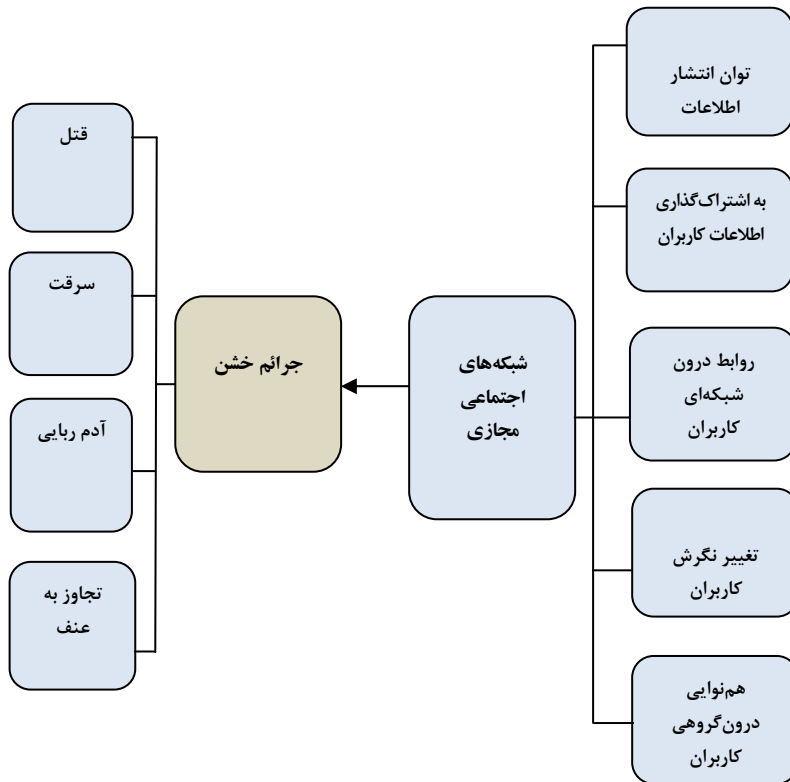 توان انتشار
اطلاعات
به اشتراک‌گذاری
اطلاعات کاربران
روابط درون
شبکه‌ای
کاربران
تغییر نگرش
کاربران
هم‌نوایی
درون‌گروهی
کاربران
شبکه‌های
اجتماعی
مجازی
جرائم خشن
قتل
سرقت
آدم ربایی
تجاوز به
عنف